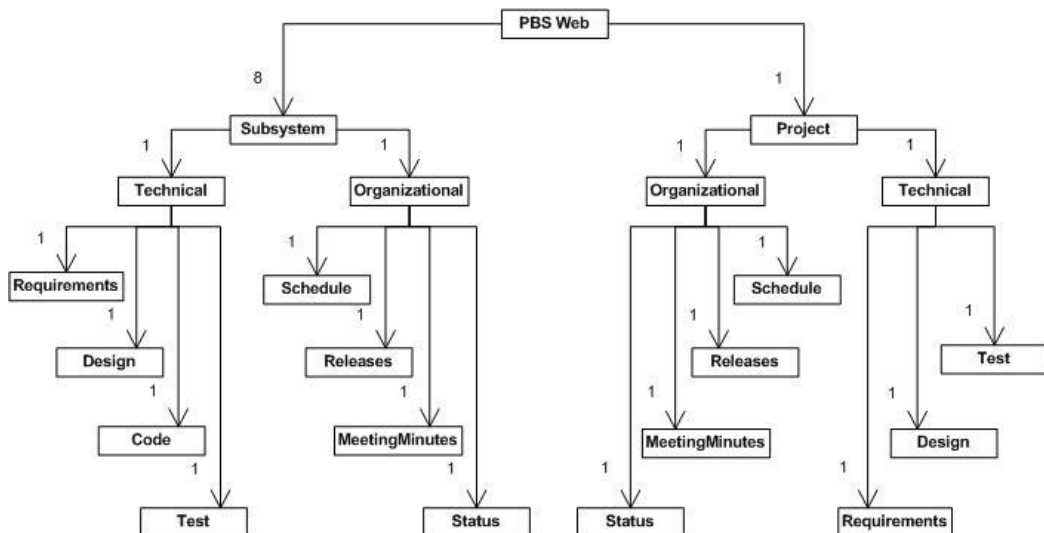 PBS Web
8
1
Subsystem
Project
1
1
1
1
Technical
Organizational
Organizational
Technical
1
1
1
1
Requirements
Schedule
Schedule
1
1
1
1
Design
Releases
Releases
Test
1
1
1
1
Code
MeetingMinutes
MeetingMinutes
Design
1
1
1
1
Test
Status
Status
Requirements